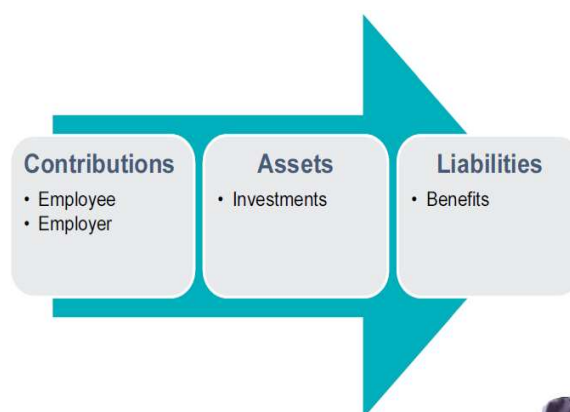 Contributions
• Employee
• Employer
Assets
• Investments
Liabilities
• Benefits